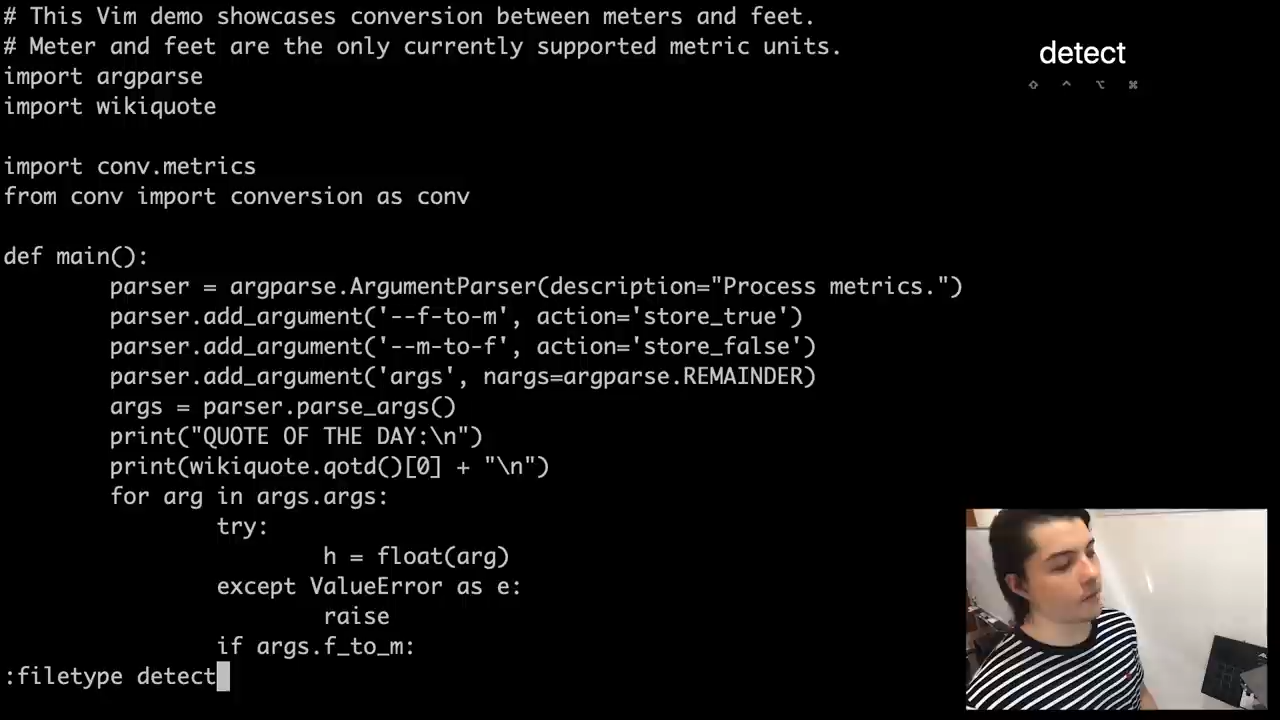 # This Vim demo showcases conversion between meters and feet.
# Meter and feet are the only currently supported metric units.
import argparse
import wikiquote
import conv.metrics
from conv import conversion as conv
def main():
parser = argparse.ArgumentParser(description="Process metrics.")
parser.add_argument('--f-to-m', action='store_true')
parser.add_argument('--m-to-f', action='store_false')
parser.add_argument('args', nargs=argparse.REMAINDER)
args = parser.parse_args()
print("QUOTE OF THE DAY:\n")
print(wikiquote.qotd()[0] + "\n")
for arg in args.args:
try:
h = float(arg)
except ValueError as e:
raise
if args.f_to_m:
:filetype detect
detect
⇧ ⌃ ⌥ ⌘